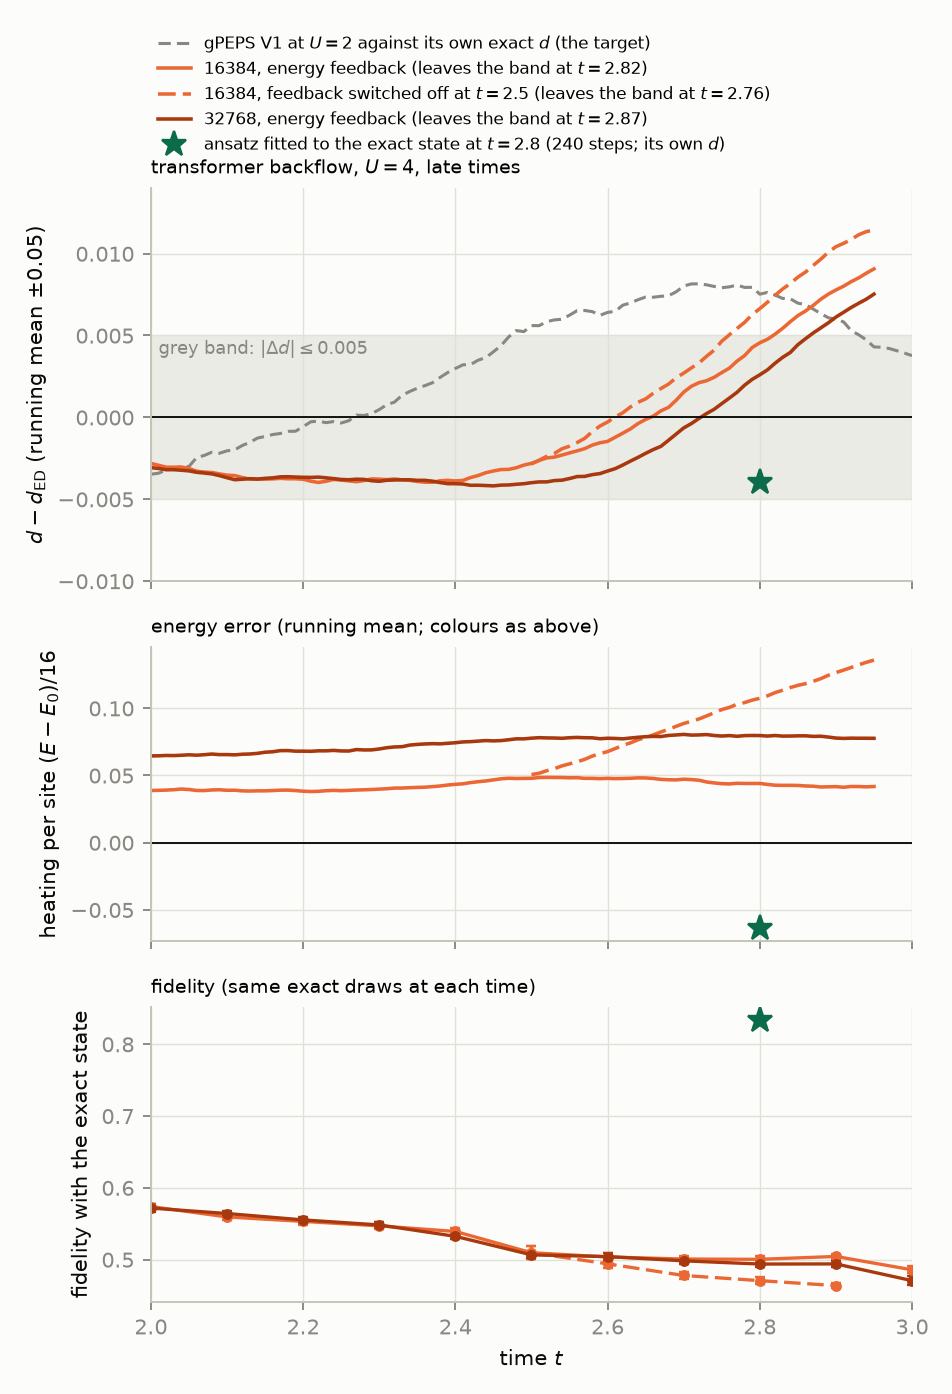 gPEPS V1 at U = 2 against its own exact d (the target)
16384, energy feedback (leaves the band at t = 2.82)
16384, feedback switched off at t = 2.5 (leaves the band at t = 2.76)
32768, energy feedback (leaves the band at t = 2.87)
ansatz fitted to the exact state at t = 2.8 (240 steps; its own d)
transformer backflow, U = 4, late times
d − d_ED (running mean ±0.05)
0.010
0.005
0.000
−0.005
−0.010
grey band: |Δd| ≤ 0.005
energy error (running mean; colours as above)
heating per site (E − E₀)/16
0.10
0.05
0.00
−0.05
fidelity (same exact draws at each time)
fidelity with the exact state
0.8
0.7
0.6
0.5
2.0 2.2 2.4 2.6 2.8 3.0
time t